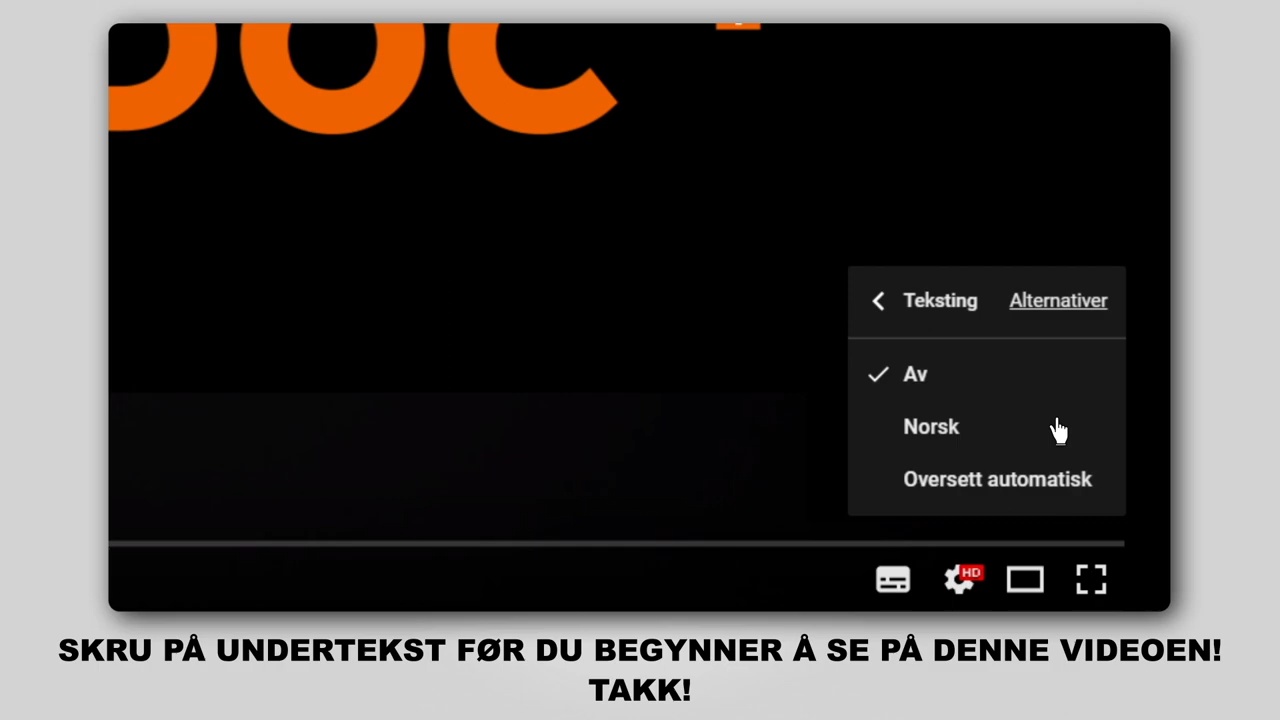 Teksting Alternativer
Av
Norsk
Oversett automatisk
HD
SKRU PÅ UNDERTEKST FØR DU BEGYNNER Å SE PÅ DENNE VIDEOEN!
TAKK!